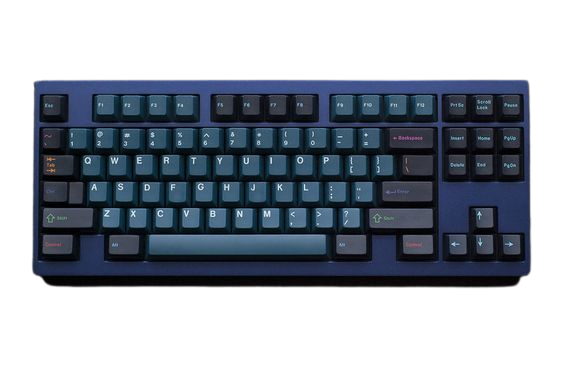 Esc F1 F2 F3 F4 F5 F6 F7 F8 F9 F10 F11 F12 Prt Sc Scroll Lock Pause
~ ! @ # $ % ^ & * ( ) _ + ← Backspace Insert Home PgUp
` 1 2 3 4 5 6 7 8 9 0 - =
Tab Q W E R T Y U I O P { } | Delete End PgDn
[ ] \
Ctrl A S D F G H J K L : " ← Enter
; '
⇧ Shift Z X C V B N M < > ? ⇧ Shift ↑
, . /
Control Alt Alt Control ← ↓ →